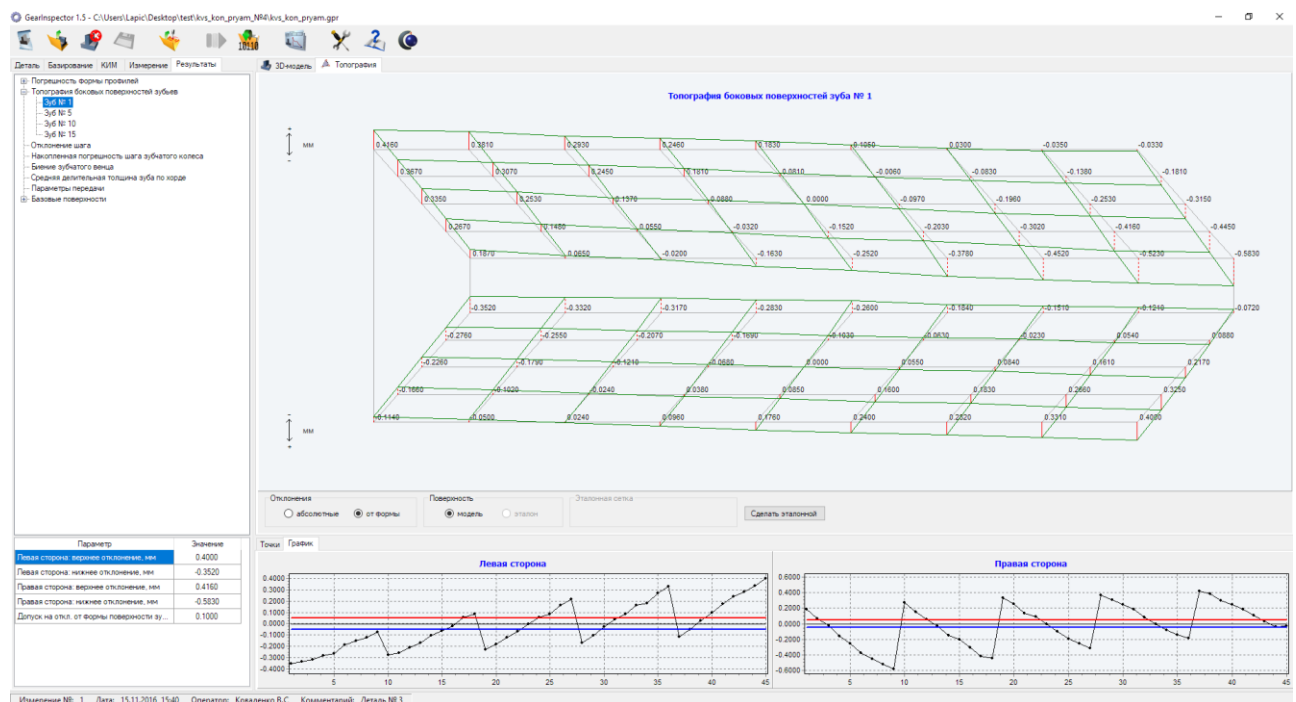 GearInspector 1.5 - C:\Users\Lapic\Desktop\test\kvs_kon_pryam_№4\kvs_kon_pryam.gpr
Деталь Базирование КИМ Измерение Результаты
3D-модель Топография
Погрешность формы профилей
Топография боковых поверхностей зубьев
Зуб № 1
Зуб № 5
Зуб № 10
Зуб № 15
Отклонение шага
Накопленная погрешность шага зубчатого колеса
Биение зубчатого венца
Средняя делительная толщина зуба по хорде
Параметры передачи
Базовые поверхности
Топография боковых поверхностей зуба № 1
+
мм
-
0.4160 0.3810 0.2930 0.2460 0.1830 0.1060 0.0300 -0.0350 -0.0330
0.3670 0.3070 0.2450 0.1810 0.0810 -0.0060 -0.0830 -0.1380 -0.1810
0.3350 0.2530 0.1370 0.0880 0.0000 -0.0970 -0.1960 -0.2530 -0.3150
0.2670 0.1480 0.0550 -0.0320 -0.1520 -0.2030 -0.3020 -0.4160 -0.4450
0.1870 0.0650 -0.0200 -0.1630 -0.2520 -0.3780 -0.4520 -0.5230 -0.5830
-0.3520 -0.3320 -0.3170 -0.2830 -0.2600 -0.1840 -0.1510 -0.1210 -0.0720
-0.2760 -0.2550 -0.2070 -0.1690 -0.1030 -0.0630 -0.0230 0.0540 0.0880
-0.2260 -0.1790 -0.1210 -0.0680 0.0000 0.0550 0.0840 0.1610 0.2170
-0.1660 -0.1020 -0.0240 0.0380 0.0850 0.1600 0.1830 0.2660 0.3250
-0.1140 -0.0500 0.0240 0.0960 0.1760 0.2400 0.2820 0.3310 0.4000
-
мм
+
Отклонения
абсолютные от формы
Поверхность
модель эталон
Эталонная сетка
Сделать эталонной
Параметр Значение
Левая сторона: верхнее отклонение, мм 0.4000
Левая сторона: нижнее отклонение, мм -0.3520
Правая сторона: верхнее отклонение, мм 0.4160
Правая сторона: нижнее отклонение, мм -0.5830
Допуск на откл. от формы поверхности зу... 0.1000
Точки График
Левая сторона
0.4000
0.3000
0.2000
0.1000
0.0000
-0.1000
-0.2000
-0.3000
-0.4000
5 10 15 20 25 30 35 40 45
Правая сторона
0.6000
0.4000
0.2000
0.0000
-0.2000
-0.4000
-0.6000
5 10 15 20 25 30 35 40 45
Измерение №: 1 Дата: 15.11.2016 15:40 Оператор: Коваленко В.С. Комментарий: Деталь № 3